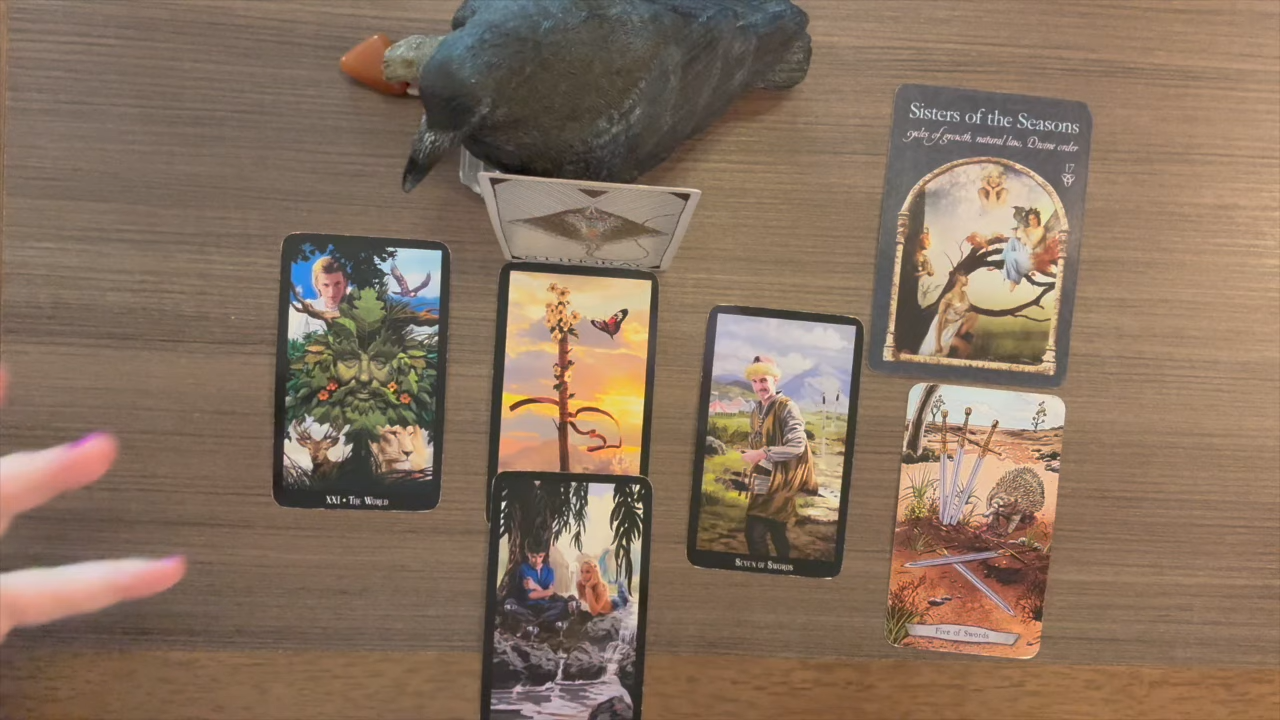 Sisters of the Seasons
cycles of growth, natural law, Divine order
17
XXI • The World
Seven of Swords
Five of Swords